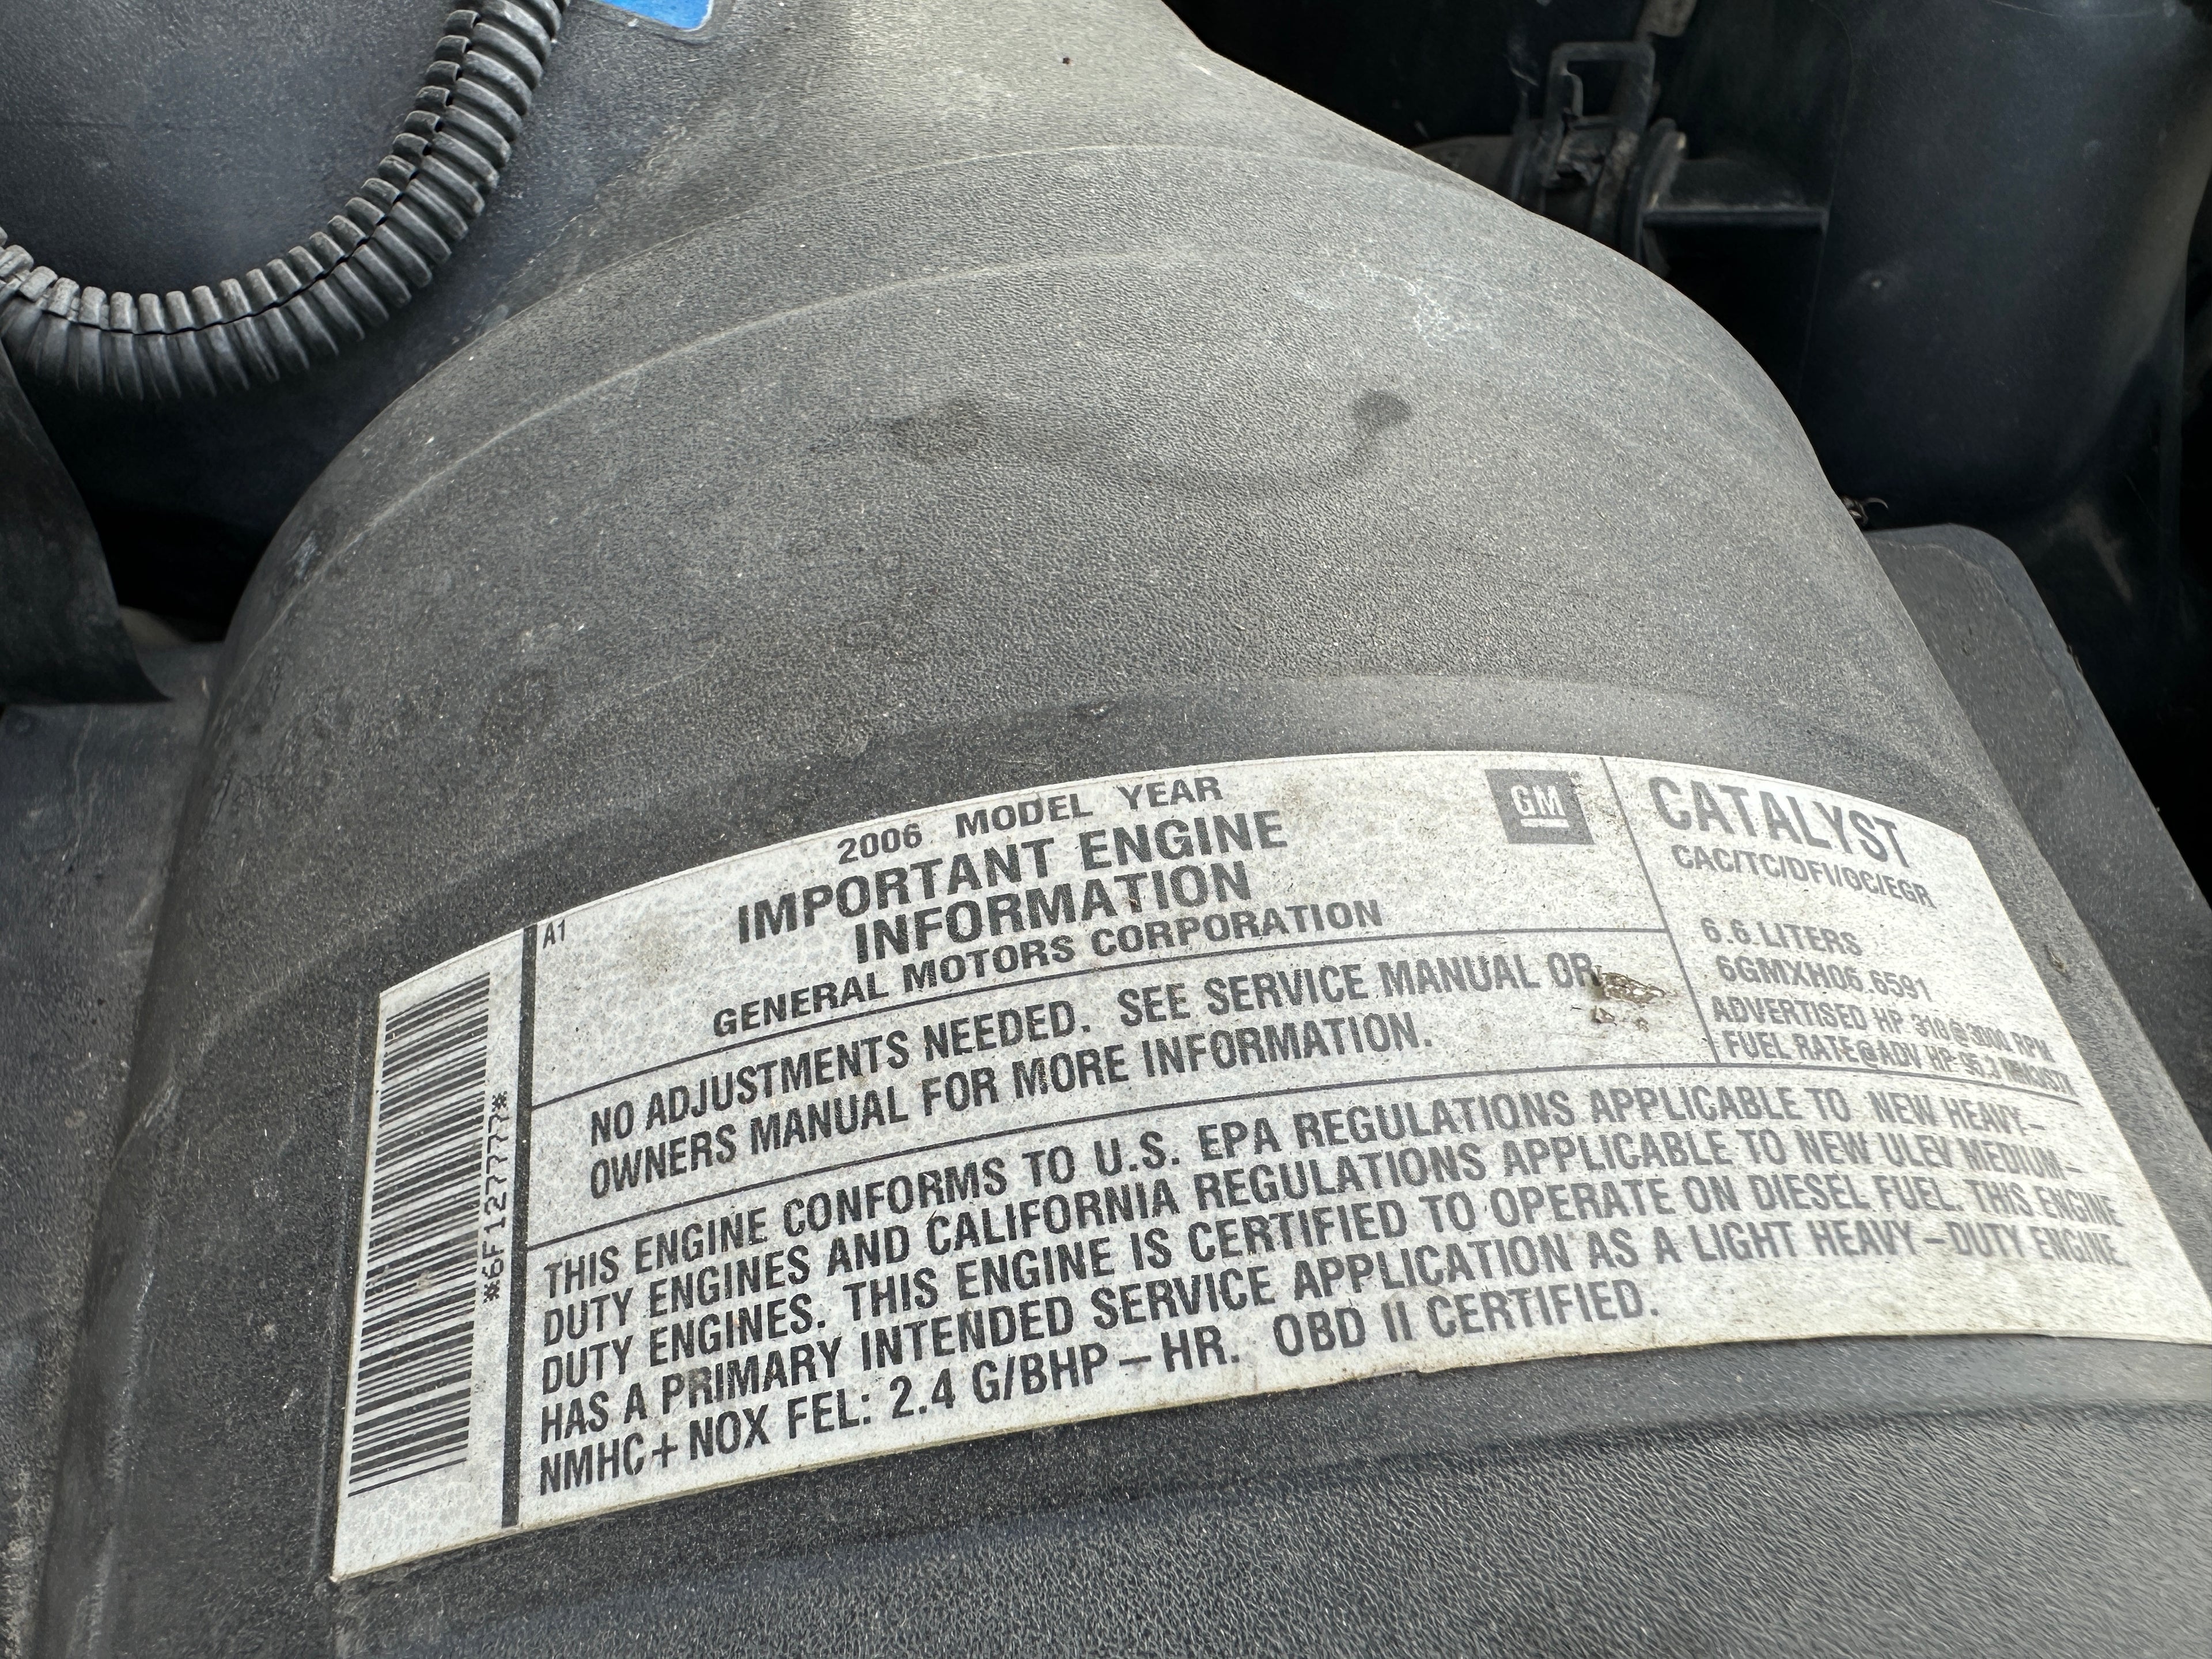 2006 MODEL YEAR
IMPORTANT ENGINE
INFORMATION
GENERAL MOTORS CORPORATION
GM
A1
NO ADJUSTMENTS NEEDED. SEE SERVICE MANUAL OR
OWNERS MANUAL FOR MORE INFORMATION.
CATALYST
CAC/TC/DFI/OC/EGR
6.6 LITERS
6GMXH06.6591
ADVERTISED HP 310@3000 RPM
FUEL RATE@ADV HP
THIS ENGINE CONFORMS TO U.S. EPA REGULATIONS APPLICABLE TO NEW HEAVY-
DUTY ENGINES AND CALIFORNIA REGULATIONS APPLICABLE TO NEW ULEV MEDIUM-
DUTY ENGINES. THIS ENGINE IS CERTIFIED TO OPERATE ON DIESEL FUEL. THIS ENGINE
HAS A PRIMARY INTENDED SERVICE APPLICATION AS A LIGHT HEAVY-DUTY ENGINE.
NMHC+NOX FEL: 2.4 G/BHP-HR. OBD II CERTIFIED.
*6F127777*